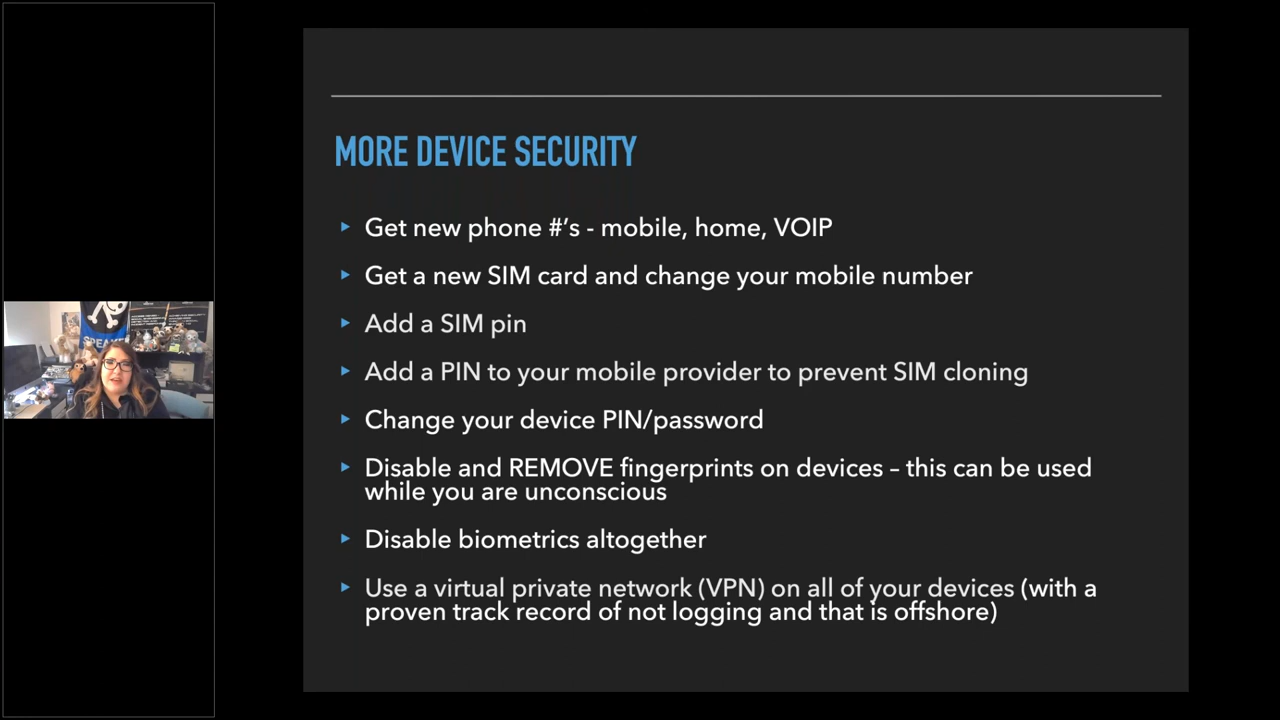 SPEAKER
MORE DEVICE SECURITY
Get new phone #'s - mobile, home, VOIP
Get a new SIM card and change your mobile number
Add a SIM pin
Add a PIN to your mobile provider to prevent SIM cloning
Change your device PIN/password
Disable and REMOVE fingerprints on devices – this can be used
while you are unconscious
Disable biometrics altogether
Use a virtual private network (VPN) on all of your devices (with a
proven track record of not logging and that is offshore)